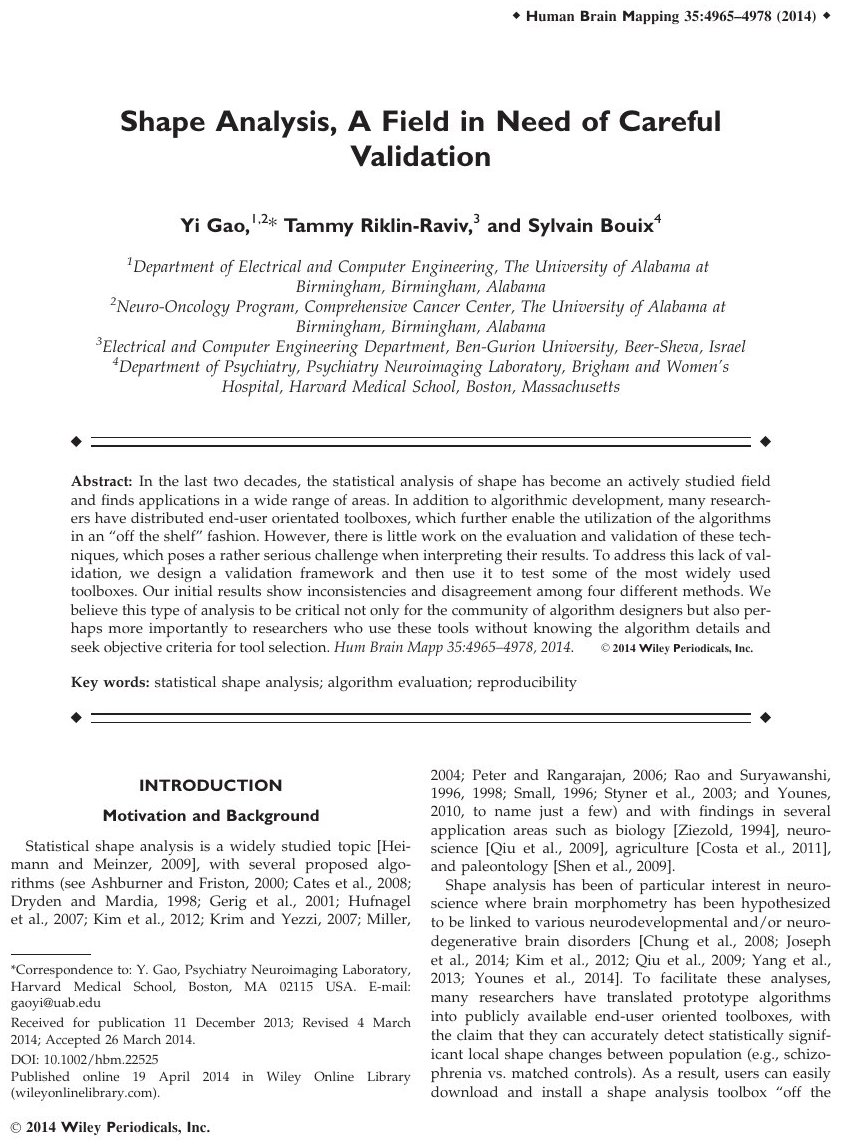 ◆ Human Brain Mapping 35:4965–4978 (2014) ◆
Shape Analysis, A Field in Need of Careful
Validation
Yi Gao,1,2* Tammy Riklin-Raviv,3 and Sylvain Bouix4
1Department of Electrical and Computer Engineering, The University of Alabama at
Birmingham, Birmingham, Alabama
2Neuro-Oncology Program, Comprehensive Cancer Center, The University of Alabama at
Birmingham, Birmingham, Alabama
3Electrical and Computer Engineering Department, Ben-Gurion University, Beer-Sheva, Israel
4Department of Psychiatry, Psychiatry Neuroimaging Laboratory, Brigham and Women's
Hospital, Harvard Medical School, Boston, Massachusetts
Abstract: In the last two decades, the statistical analysis of shape has become an actively studied field
and finds applications in a wide range of areas. In addition to algorithmic development, many research-
ers have distributed end-user orientated toolboxes, which further enable the utilization of the algorithms
in an "off the shelf" fashion. However, there is little work on the evaluation and validation of these tech-
niques, which poses a rather serious challenge when interpreting their results. To address this lack of val-
idation, we design a validation framework and then use it to test some of the most widely used
toolboxes. Our initial results show inconsistencies and disagreement among four different methods. We
believe this type of analysis to be critical not only for the community of algorithm designers but also per-
haps more importantly to researchers who use these tools without knowing the algorithm details and
seek objective criteria for tool selection. Hum Brain Mapp 35:4965–4978, 2014. © 2014 Wiley Periodicals, Inc.
Key words: statistical shape analysis; algorithm evaluation; reproducibility
INTRODUCTION
Motivation and Background
Statistical shape analysis is a widely studied topic [Hei-
mann and Meinzer, 2009], with several proposed algo-
rithms (see Ashburner and Friston, 2000; Cates et al., 2008;
Dryden and Mardia, 1998; Gerig et al., 2001; Hufnagel
et al., 2007; Kim et al., 2012; Krim and Yezzi, 2007; Miller,
*Correspondence to: Y. Gao, Psychiatry Neuroimaging Laboratory,
Harvard Medical School, Boston, MA 02115 USA. E-mail:
gaoyi@uab.edu
Received for publication 11 December 2013; Revised 4 March
2014; Accepted 26 March 2014.
DOI: 10.1002/hbm.22525
Published online 19 April 2014 in Wiley Online Library
(wileyonlinelibrary.com).
2004; Peter and Rangarajan, 2006; Rao and Suryawanshi,
1996, 1998; Small, 1996; Styner et al., 2003; and Younes,
2010, to name just a few) and with findings in several
application areas such as biology [Ziezold, 1994], neuro-
science [Qiu et al., 2009], agriculture [Costa et al., 2011],
and paleontology [Shen et al., 2009].
Shape analysis has been of particular interest in neuro-
science where brain morphometry has been hypothesized
to be linked to various neurodevelopmental and/or neuro-
degenerative brain disorders [Chung et al., 2008; Joseph
et al., 2014; Kim et al., 2012; Qiu et al., 2009; Yang et al.,
2013; Younes et al., 2014]. To facilitate these analyses,
many researchers have translated prototype algorithms
into publicly available end-user oriented toolboxes, with
the claim that they can accurately detect statistically signif-
icant local shape changes between population (e.g., schizo-
phrenia vs. matched controls). As a result, users can easily
download and install a shape analysis toolbox "off the
© 2014 Wiley Periodicals, Inc.